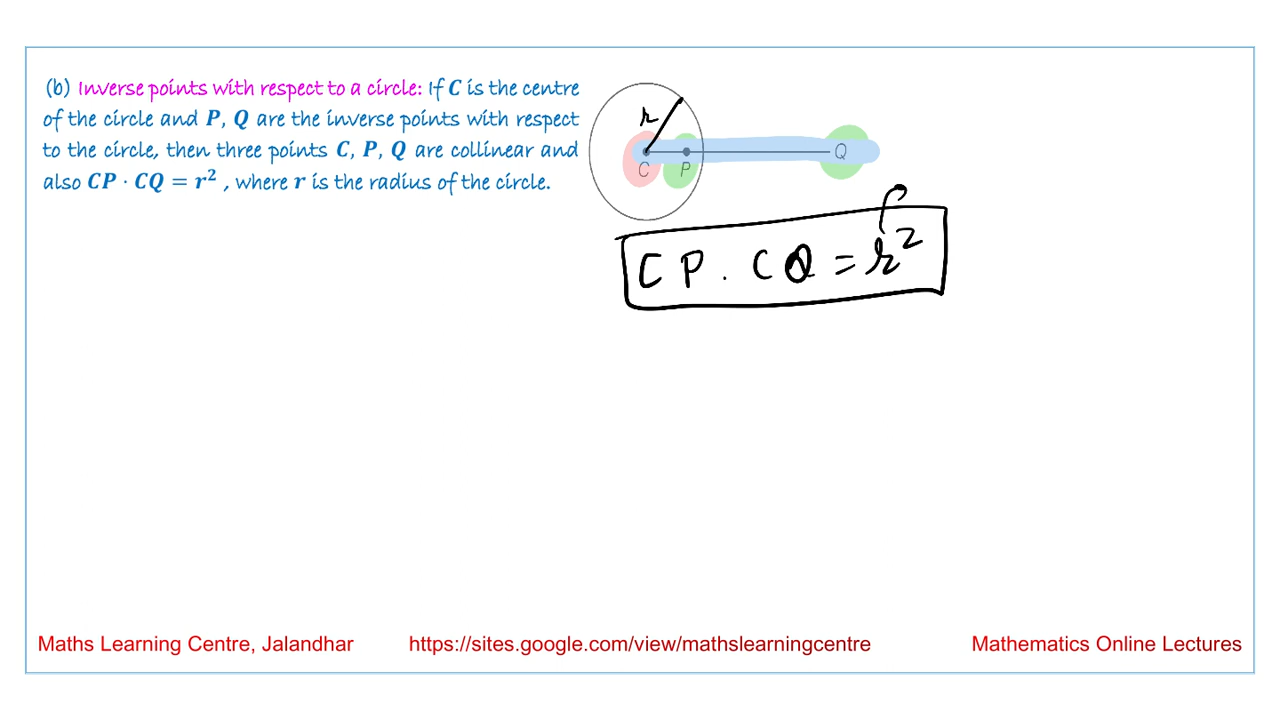 (b) Inverse points with respect to a circle: If C is the centre
of the circle and P, Q are the inverse points with respect
to the circle, then three points C, P, Q are collinear and
also CP · CQ = r², where r is the radius of the circle.
r
C P Q
CP . CQ = r²
Maths Learning Centre, Jalandhar https://sites.google.com/view/mathslearningcentre Mathematics Online Lectures